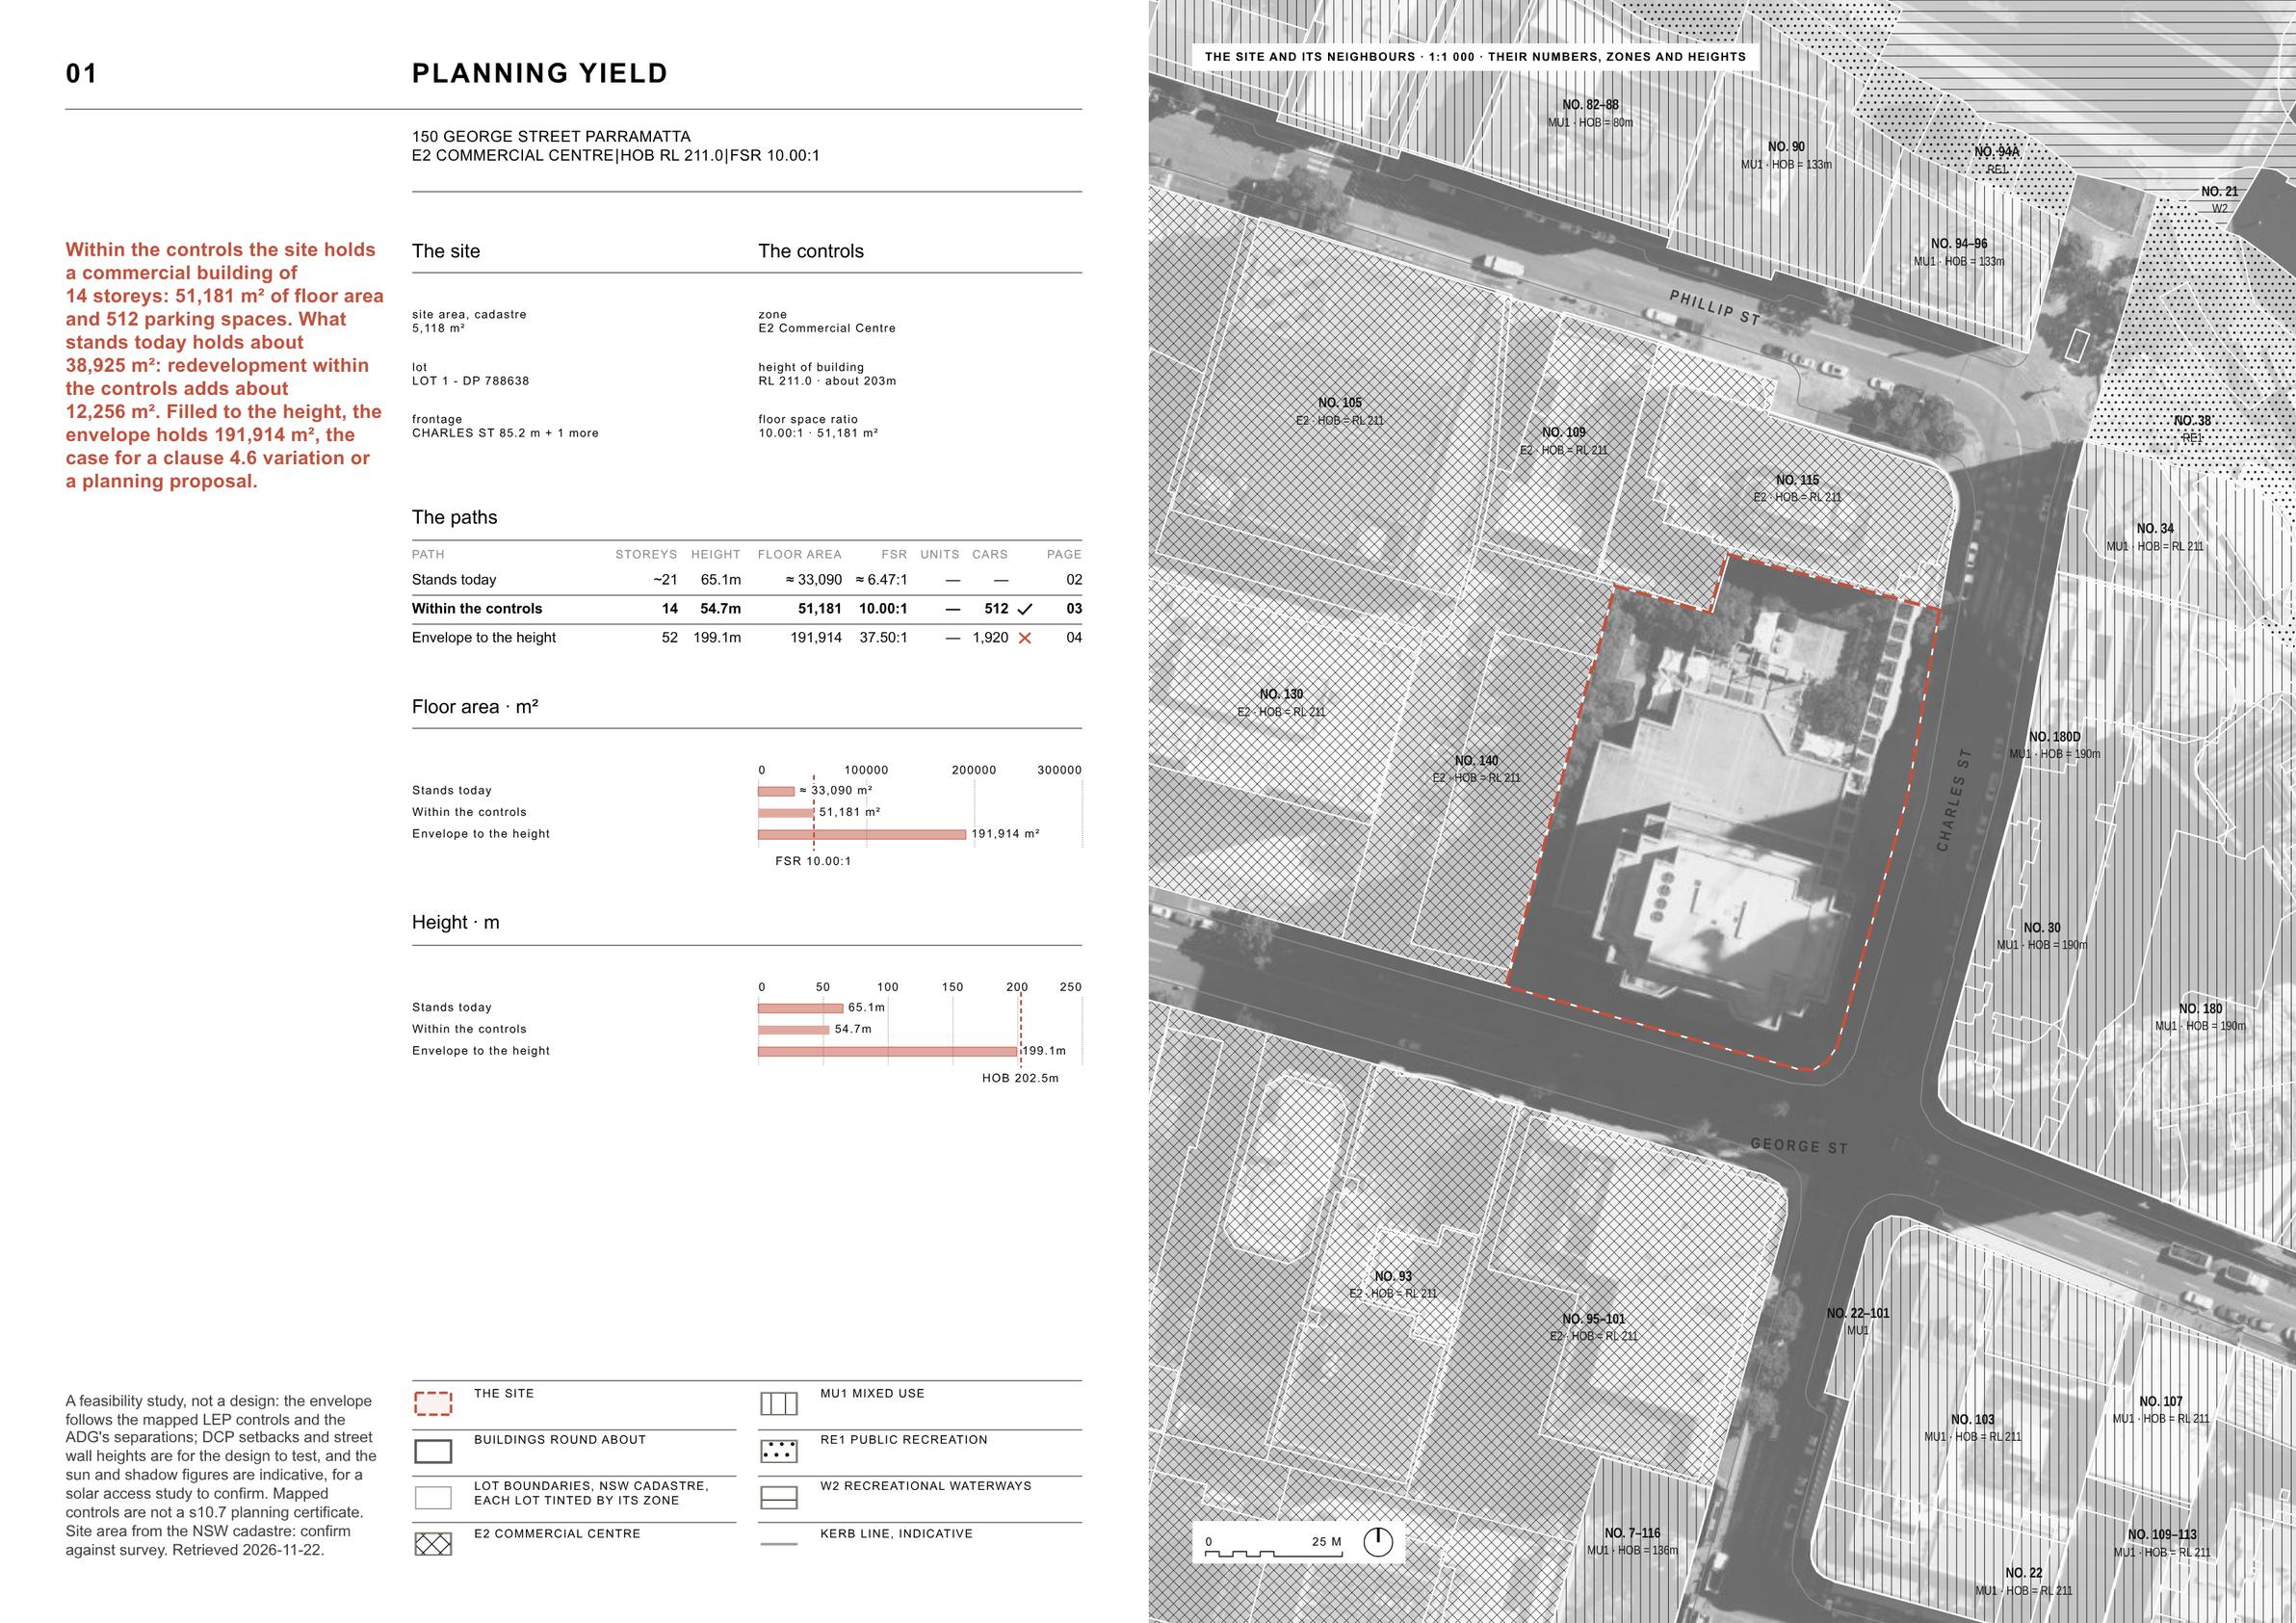 01
PLANNING YIELD
150 GEORGE STREET PARRAMATTA
E2 COMMERCIAL CENTRE|HOB RL 211.0|FSR 10.00:1
Within the controls the site holds
a commercial building of
14 storeys: 51,181 m² of floor area
and 512 parking spaces. What
stands today holds about
38,925 m²: redevelopment within
the controls adds about
12,256 m². Filled to the height, the
envelope holds 191,914 m², the
case for a clause 4.6 variation or
a planning proposal.
The site
site area, cadastre
5,118 m²
lot
LOT 1 - DP 788638
frontage
CHARLES ST 85.2 m + 1 more
The controls
zone
E2 Commercial Centre
height of building
RL 211.0 · about 203m
floor space ratio
10.00:1 · 51,181 m²
The paths
PATH STOREYS HEIGHT FLOOR AREA FSR UNITS CARS PAGE
Stands today ~21 65.1m ≈ 33,090 ≈ 6.47:1 — — 02
Within the controls 14 54.7m 51,181 10.00:1 — 512 ✓ 03
Envelope to the height 52 199.1m 191,914 37.50:1 — 1,920 ✕ 04
Floor area · m²
0 100000 200000 300000
Stands today ≈ 33,090 m²
Within the controls 51,181 m²
Envelope to the height 191,914 m²
FSR 10.00:1
Height · m
0 50 100 150 200 250
Stands today 65.1m
Within the controls 54.7m
Envelope to the height 199.1m
HOB 202.5m
A feasibility study, not a design: the envelope
follows the mapped LEP controls and the
ADG's separations; DCP setbacks and street
wall heights are for the design to test, and the
sun and shadow figures are indicative, for a
solar access study to confirm. Mapped
controls are not a s10.7 planning certificate.
Site area from the NSW cadastre: confirm
against survey. Retrieved 2026-11-22.
THE SITE
BUILDINGS ROUND ABOUT
LOT BOUNDARIES, NSW CADASTRE,
EACH LOT TINTED BY ITS ZONE
E2 COMMERCIAL CENTRE
MU1 MIXED USE
RE1 PUBLIC RECREATION
W2 RECREATIONAL WATERWAYS
KERB LINE, INDICATIVE
THE SITE AND ITS NEIGHBOURS · 1:1 000 · THEIR NUMBERS, ZONES AND HEIGHTS
NO. 82–88
MU1 · HOB = 80m
NO. 90
MU1 · HOB = 133m
NO. 94A
RE1
NO. 21
W2
NO. 94–96
MU1 · HOB = 133m
PHILLIP ST
NO. 105
E2 · HOB = RL 211
NO. 109
E2 · HOB = RL 211
NO. 115
E2 · HOB = RL 211
NO. 38
RE1
NO. 34
MU1 · HOB = RL 211
NO. 130
E2 · HOB = RL 211
NO. 140
E2 · HOB = RL 211
NO. 180D
MU1 · HOB = 190m
CHARLES ST
NO. 30
MU1 · HOB = 190m
NO. 180
MU1 · HOB = 190m
GEORGE ST
NO. 93
E2 · HOB = RL 211
NO. 95–101
E2 · HOB = RL 211
NO. 22–101
MU1
NO. 103
MU1 · HOB = RL 211
NO. 107
MU1 · HOB = RL 211
NO. 7–116
MU1 · HOB = 136m
NO. 109–113
MU1 · HOB = RL 211
NO. 22
MU1 · HOB = RL 211
0 25 M